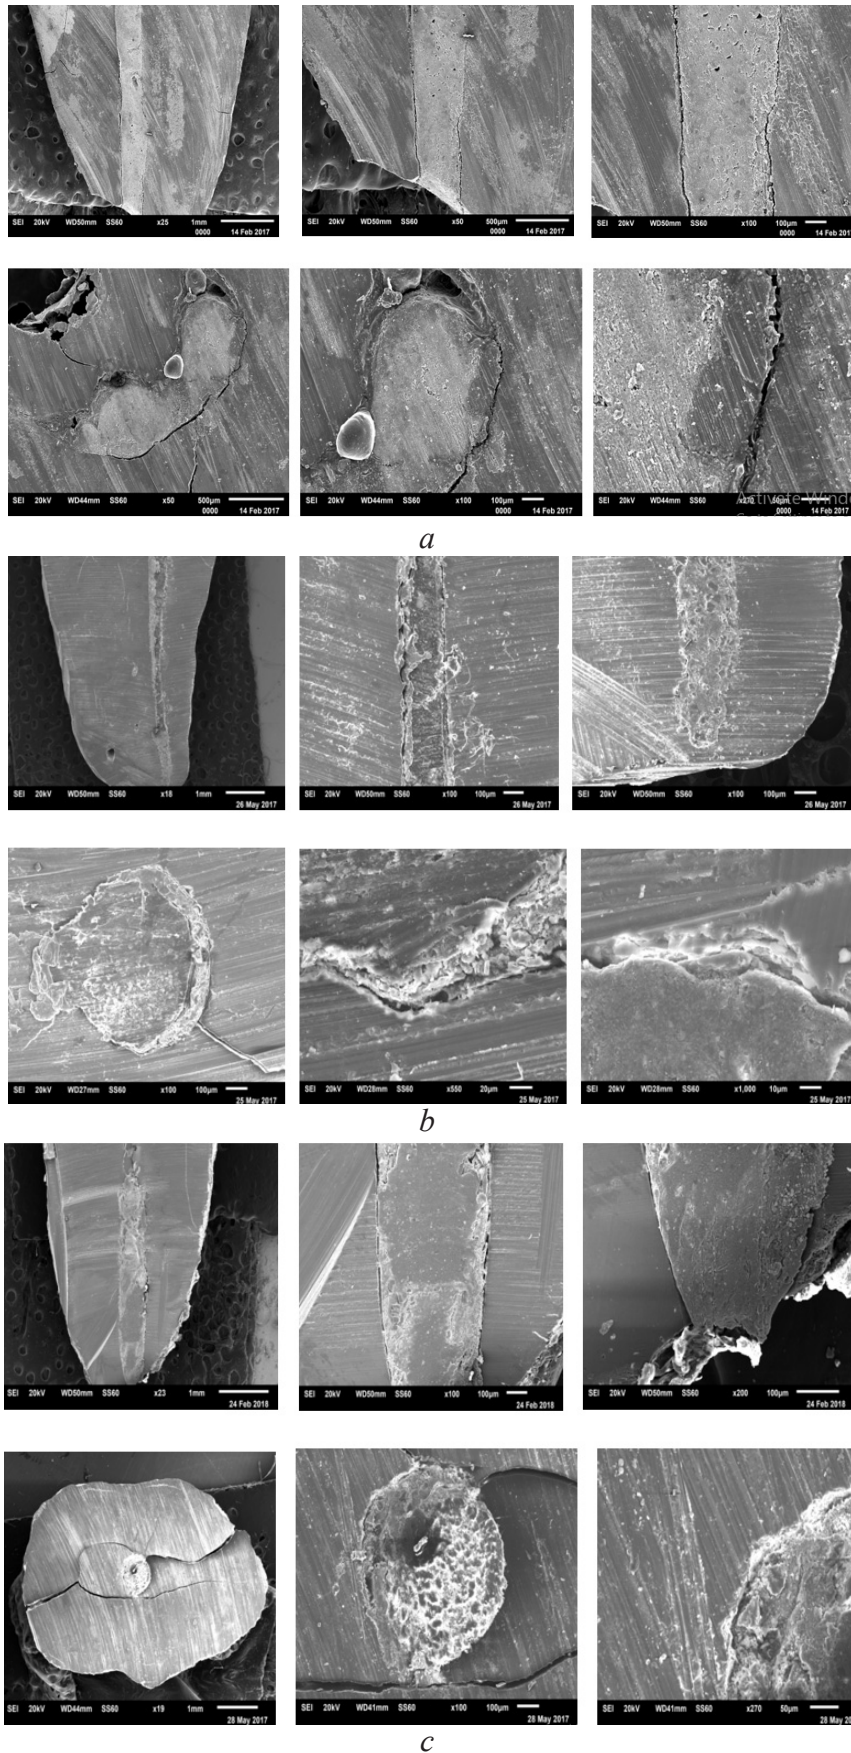 SEI 20kV WD50mm SS60 x25 1mm
0000 14 Feb 2017
SEI 20kV WD50mm SS60 x50 500µm
0000 14 Feb 2017
SEI 20kV WD50mm SS60 x100 100µm
0000 14 Feb 2017
SEI 20kV WD44mm SS60 x50 500µm
0000 14 Feb 2017
SEI 20kV WD44mm SS60 x100 100µm
0000 14 Feb 2017
SEI 20kV WD44mm SS60 x270
0000 14 Feb 2017
Activate
a
SEI 20kV WD50mm SS60 x18 1mm
26 May 2017
SEI 20kV WD50mm SS60 x100 100µm
26 May 2017
SEI 20kV WD50mm SS60 x100 100µm
26 May 2017
SEI 20kV WD27mm SS60 x100 100µm
25 May 2017
SEI 20kV WD28mm SS60 x550 20µm
25 May 2017
SEI 20kV WD28mm SS60 x1,000 10µm
25 May 2017
b
SEI 20kV WD50mm SS60 x23 1mm
24 Feb 2018
SEI 20kV WD50mm SS60 x100 100µm
24 Feb 2018
SEI 20kV WD50mm SS60 x200 100µm
24 Feb 2018
SEI 20kV WD44mm SS60 x19 1mm
28 May 2017
SEI 20kV WD41mm SS60 x100 100µm
28 May 2017
SEI 20kV WD41mm SS60 x270 50µm
28 May 2017
c